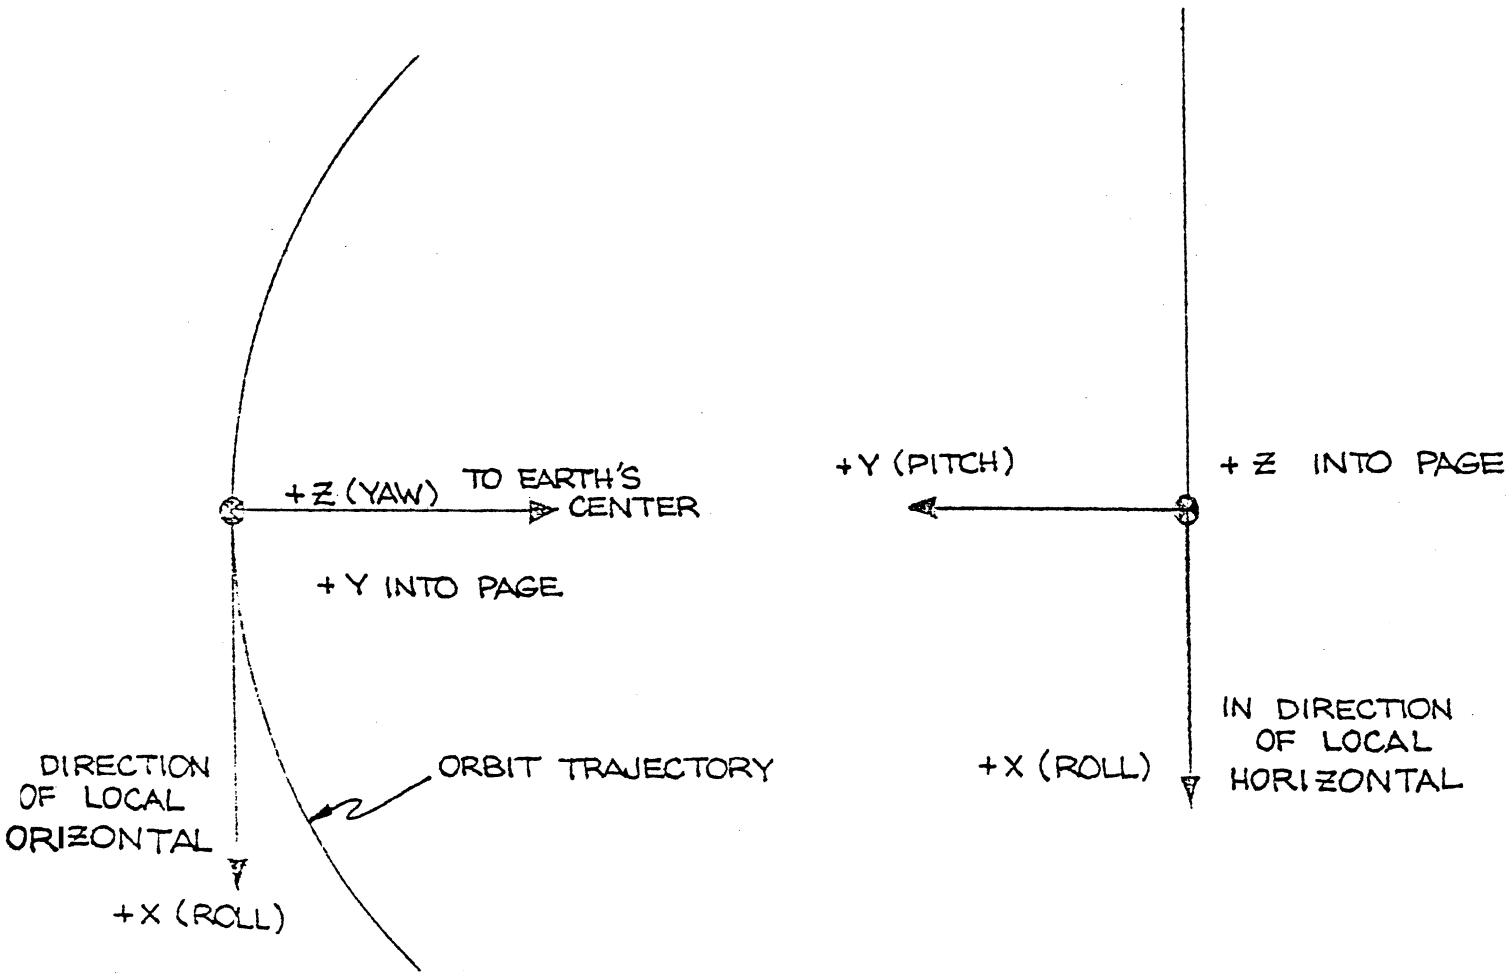 +Z (YAW)
TO EARTH'S
CENTER
+ Y INTO PAGE
ORBIT TRAJECTORY
DIRECTION
OF LOCAL
ORIZONTAL
+X (ROLL)
+Y (PITCH)
+ Z INTO PAGE
+X (ROLL)
IN DIRECTION
OF LOCAL
HORIZONTAL